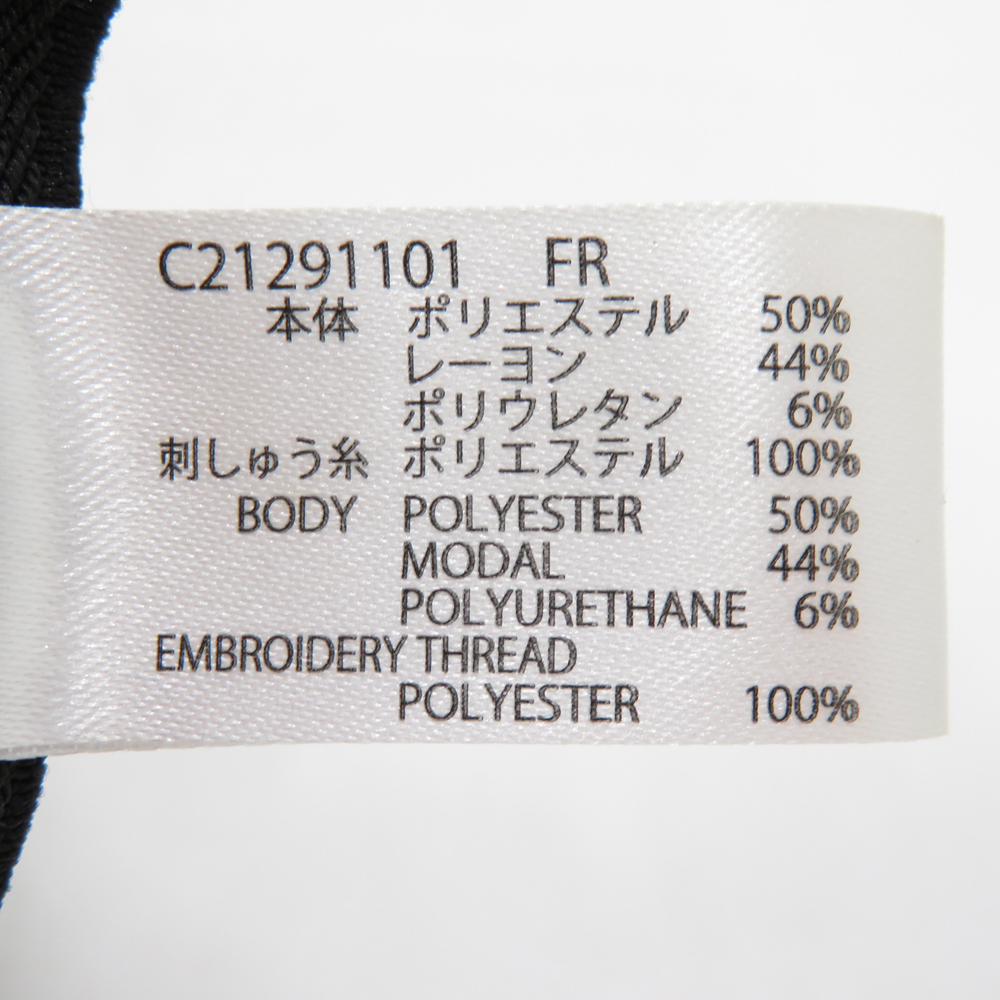 C21291101 FR
本体 ポリエステル 50%
レーヨン 44%
ポリウレタン 6%
刺しゅう糸 ポリエステル 100%
BODY POLYESTER 50%
MODAL 44%
POLYURETHANE 6%
EMBROIDERY THREAD
POLYESTER 100%